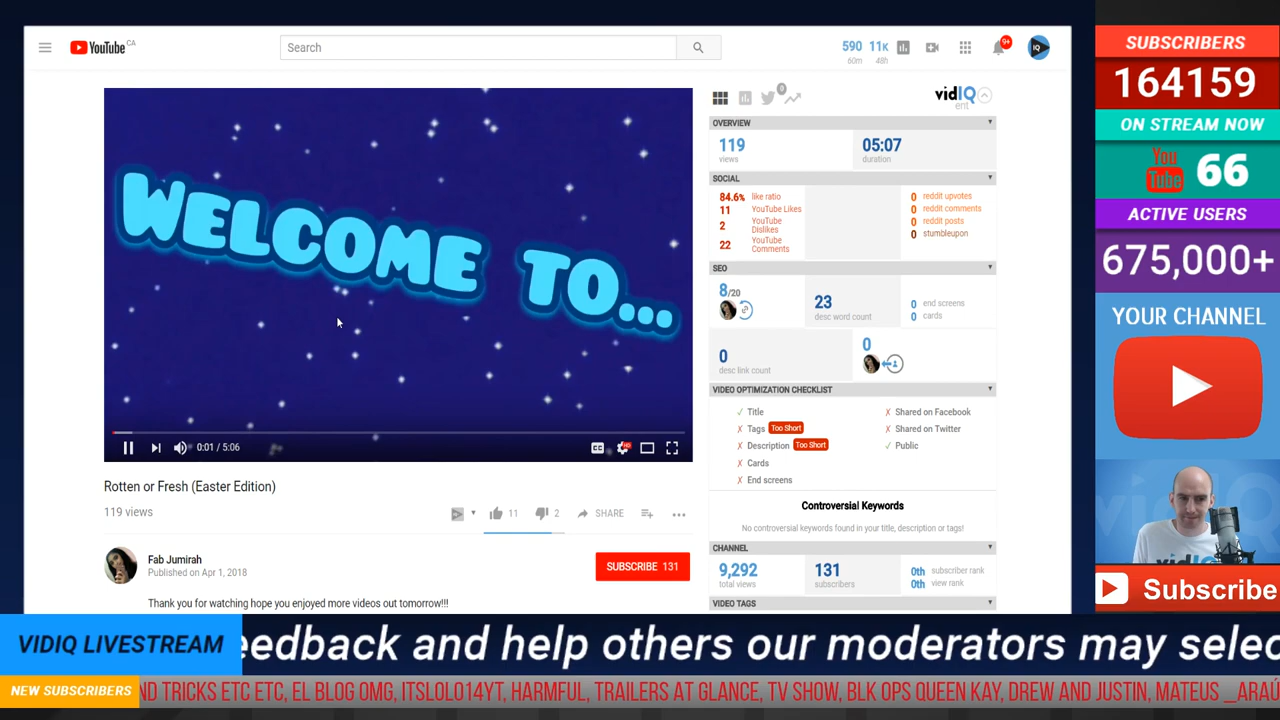 YouTube CA
Search
590 60m
11K 48h
9+
IQ
WELCOME TO...
0:01 / 5:06
CC
HD
Rotten or Fresh (Easter Edition)
119 views
11
2
SHARE
Fab Jumirah
Published on Apr 1, 2018
SUBSCRIBE 131
Thank you for watching hope you enjoyed more videos out tomorrow!!!
0
vidIQ
ent
OVERVIEW
119
views
05:07
duration
SOCIAL
84.6% like ratio
11 YouTube Likes
2 YouTube Dislikes
22 YouTube Comments
0 reddit upvotes
0 reddit comments
0 reddit posts
0 stumbleupon
SEO
8/20
23
desc word count
0 end screens
0 cards
0
desc link count
0
VIDEO OPTIMIZATION CHECKLIST
✓ Title
✗ Tags Too Short
✗ Description Too Short
✗ Cards
✗ End screens
✗ Shared on Facebook
✗ Shared on Twitter
✓ Public
Controversial Keywords
No controversial keywords found in your title, description or tags!
CHANNEL
9,292
total views
131
subscribers
0th subscriber rank
0th view rank
VIDEO TAGS
SUBSCRIBERS
164159
ON STREAM NOW
You Tube 66
ACTIVE USERS
675,000+
YOUR CHANNEL
Subscribe
VIDIQ LIVESTREAM
eedback and help others our moderators may selec
NEW SUBSCRIBERS
ND TRICKS ETC ETC, EL BLOG OMG, ITSLOLO14YT, HARMFUL, TRAILERS AT GLANCE, TV SHOW, BLK OPS QUEEN KAY, DREW AND JUSTIN, MATEUS _ARAÚ